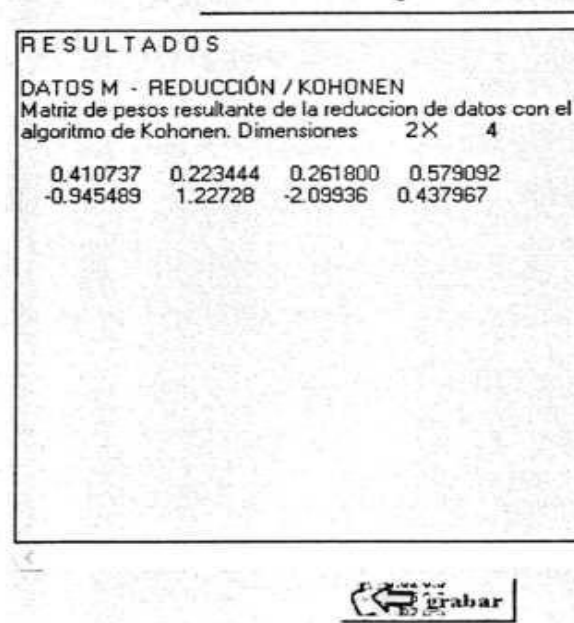 RESULTADOS
DATOS M - REDUCCIÓN / KOHONEN
Matriz de pesos resultante de la reduccion de datos con el
algoritmo de Kohonen. Dimensiones 2X 4
0.410737 0.223444 0.261800 0.579092
-0.945489 1.22728 -2.09936 0.437967
grabar